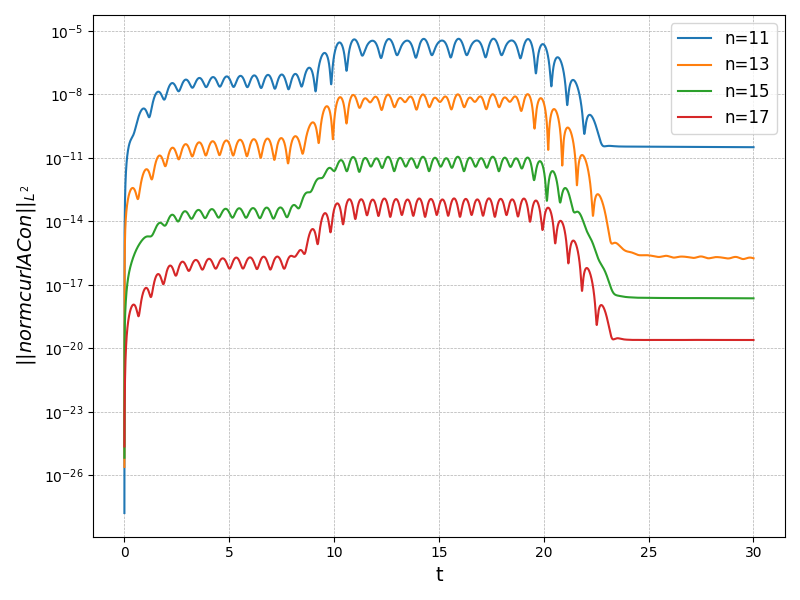 10⁻⁵
10⁻⁸
10⁻¹¹
10⁻¹⁴
10⁻¹⁷
10⁻²⁰
10⁻²³
10⁻²⁶
||normcurlACon||_{L²}
n=11
n=13
n=15
n=17
0 5 10 15 20 25 30
t